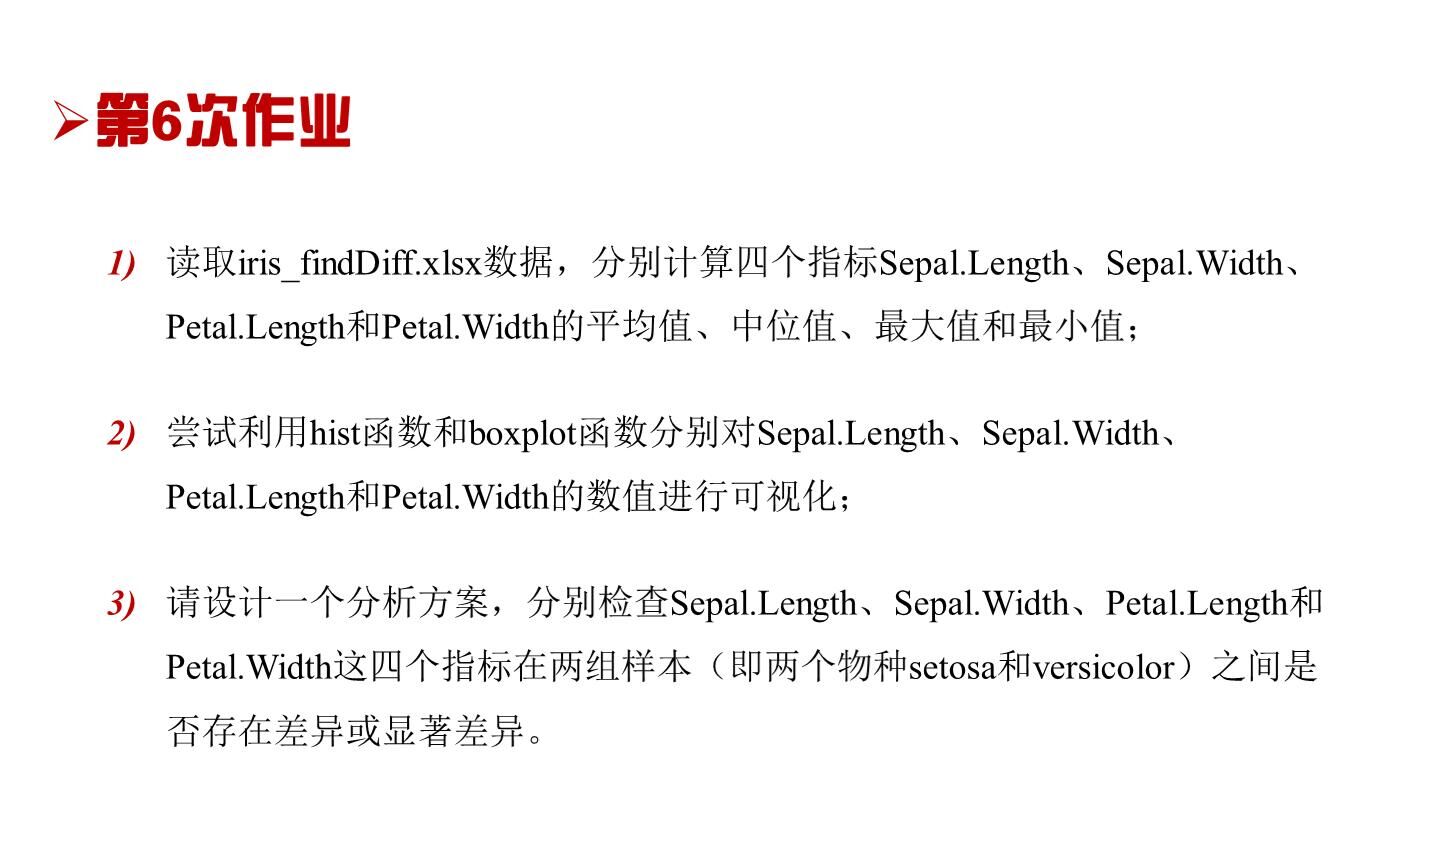 第6次作业
1) 读取iris_findDiff.xlsx数据，分别计算四个指标Sepal.Length、Sepal.Width、
Petal.Length和Petal.Width的平均值、中位值、最大值和最小值；
2) 尝试利用hist函数和boxplot函数分别对Sepal.Length、Sepal.Width、
Petal.Length和Petal.Width的数值进行可视化；
3) 请设计一个分析方案，分别检查Sepal.Length、Sepal.Width、Petal.Length和
Petal.Width这四个指标在两组样本（即两个物种setosa和versicolor）之间是
否存在差异或显著差异。